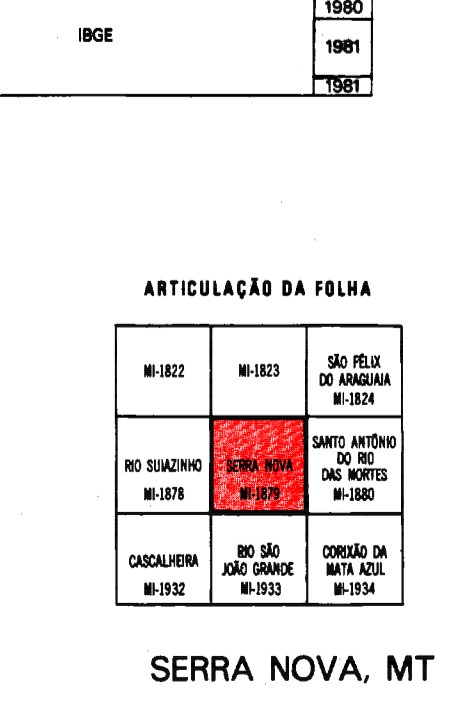 1980
IBGE
1981
1981
ARTICULAÇÃO DA FOLHA
MI-1822
MI-1823
SÃO FÉLIX
DO ARAGUAIA
MI-1824
RIO SUIAZINHO
MI-1878
SERRA NOVA
MI-1879
SANTO ANTÔNIO
DO RIO
DAS MORTES
MI-1880
CASCALHEIRA
MI-1932
RIO SÃO
JOÃO GRANDE
MI-1933
CORIXÃO DA
MATA AZUL
MI-1934
SERRA NOVA, MT